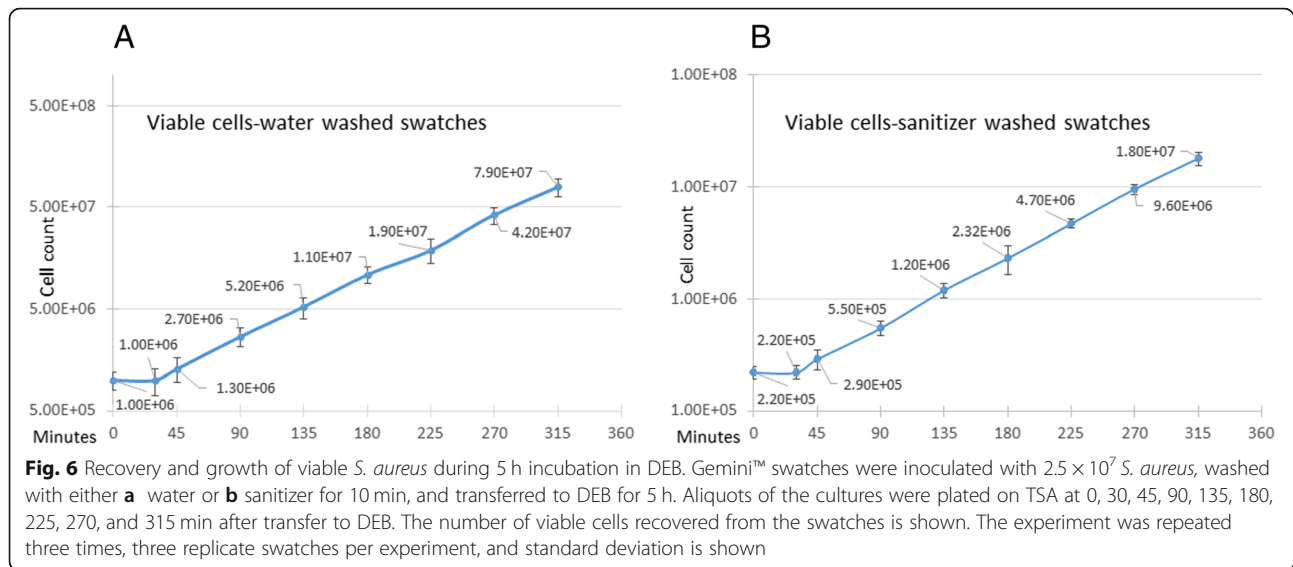 A
5.00E+08
Viable cells-water washed swatches
7.90E+07
5.00E+07
1.90E+07
4.20E+07
1.10E+07
Cell count
5.20E+06
5.00E+06
2.70E+06
1.00E+06
1.30E+06
1.00E+06
5.00E+05
Minutes 0 45 90 135 180 225 270 315 360
B
1.00E+08
Viable cells-sanitizer washed swatches
1.80E+07
1.00E+07
4.70E+06
9.60E+06
2.32E+06
Cell count
1.20E+06
1.00E+06
5.50E+05
2.20E+05
2.90E+05
2.20E+05
1.00E+05
Minutes 0 45 90 135 180 225 270 315 360
Fig. 6 Recovery and growth of viable S. aureus during 5 h incubation in DEB. Gemini™ swatches were inoculated with 2.5 × 10⁷ S. aureus, washed
with either a water or b sanitizer for 10 min, and transferred to DEB for 5 h. Aliquots of the cultures were plated on TSA at 0, 30, 45, 90, 135, 180,
225, 270, and 315 min after transfer to DEB. The number of viable cells recovered from the swatches is shown. The experiment was repeated
three times, three replicate swatches per experiment, and standard deviation is shown